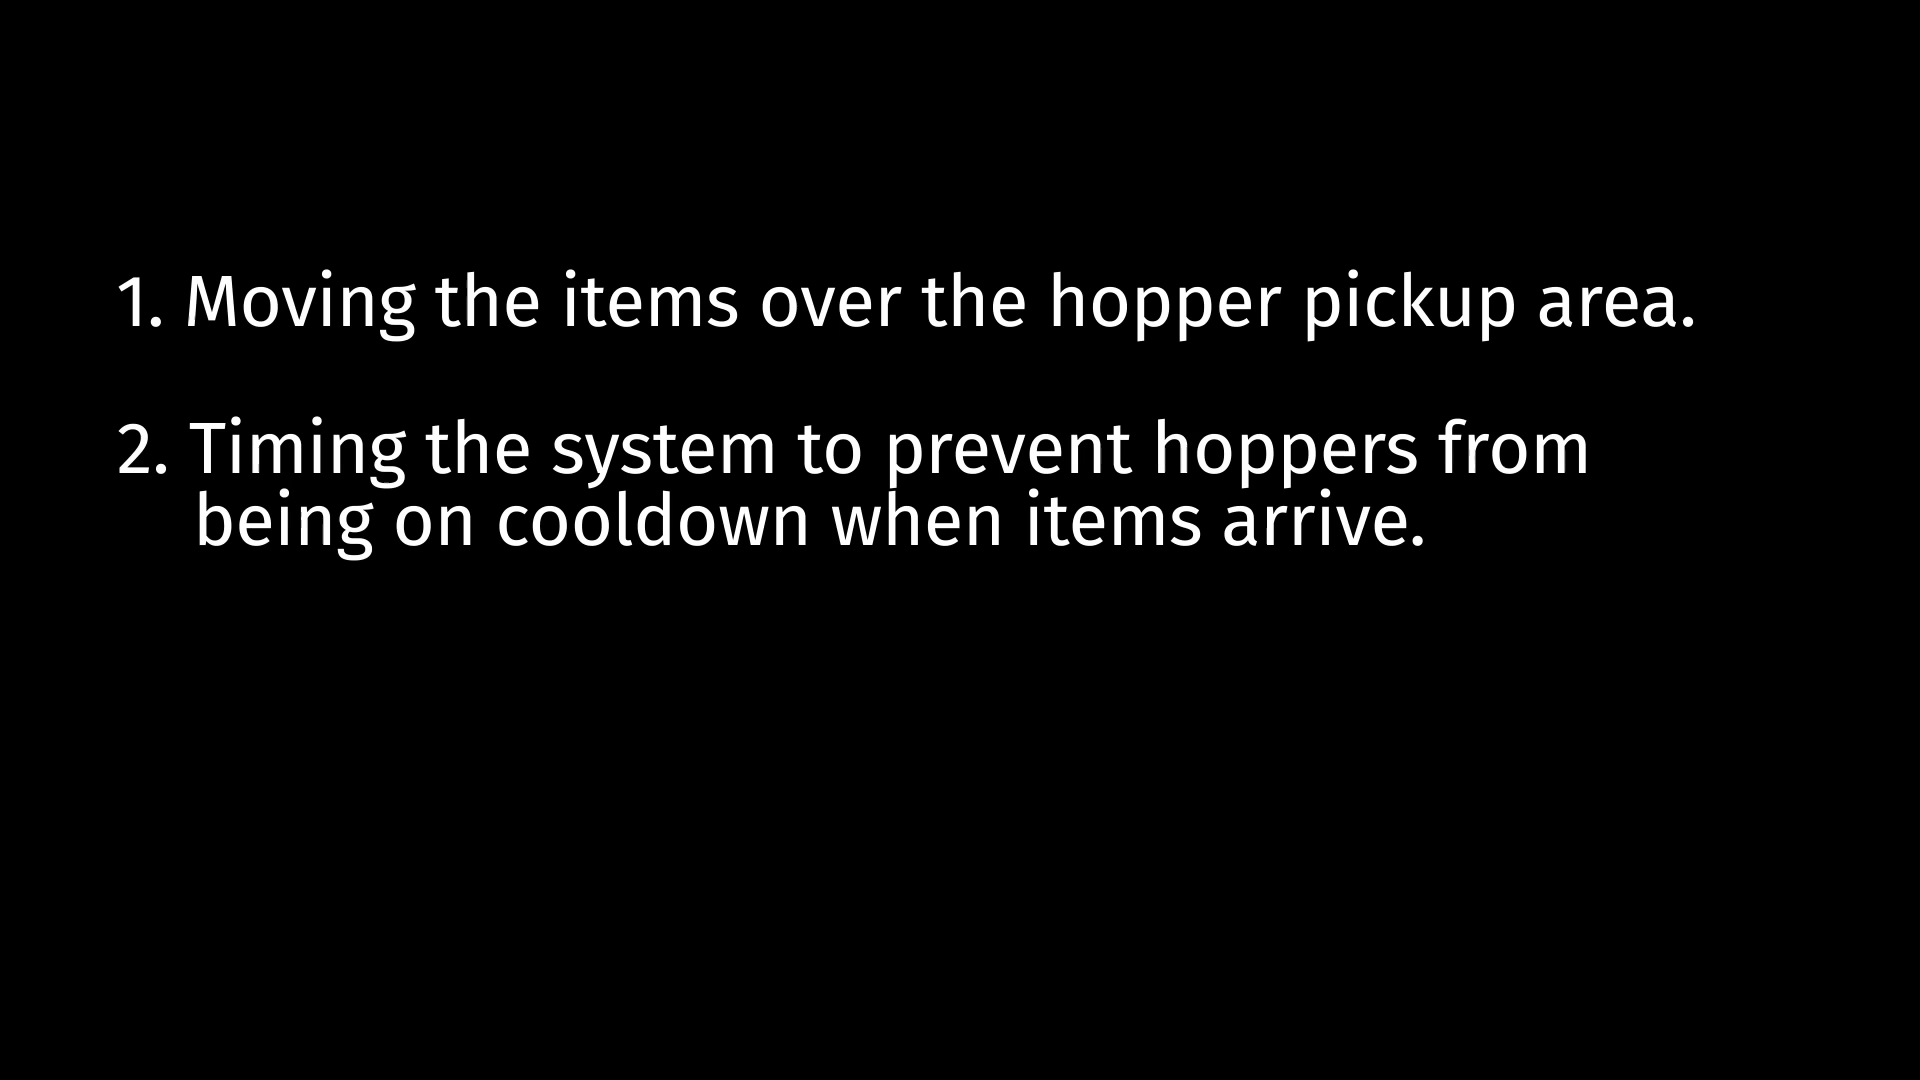 1. Moving the items over the hopper pickup area.
2. Timing the system to prevent hoppers from
being on cooldown when items arrive.